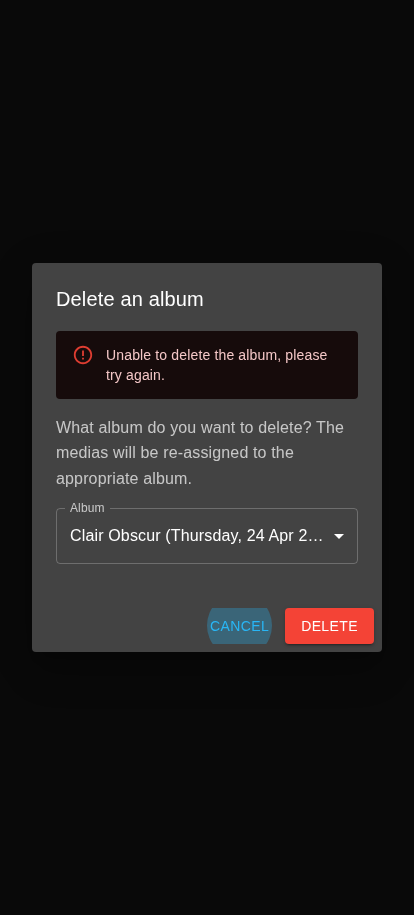 Delete an album
Unable to delete the album, please
try again.
What album do you want to delete? The
medias will be re-assigned to the
appropriate album.
Album
Clair Obscur (Thursday, 24 Apr 2…
CANCEL
DELETE